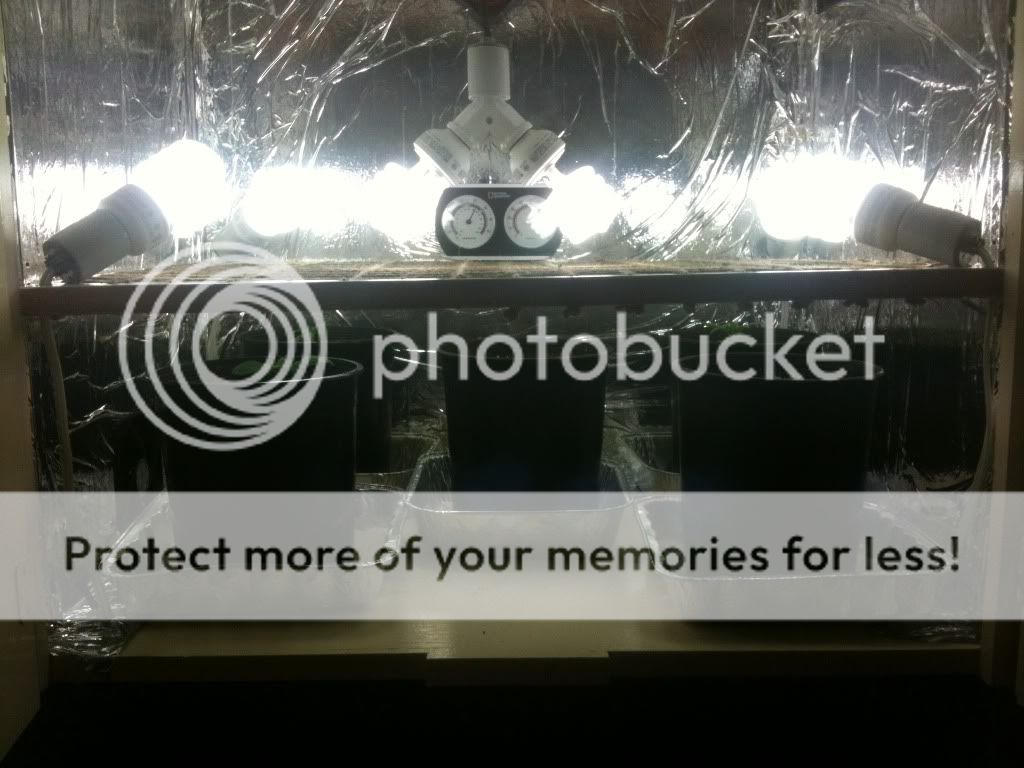 photobucket
Protect more of your memories for less!